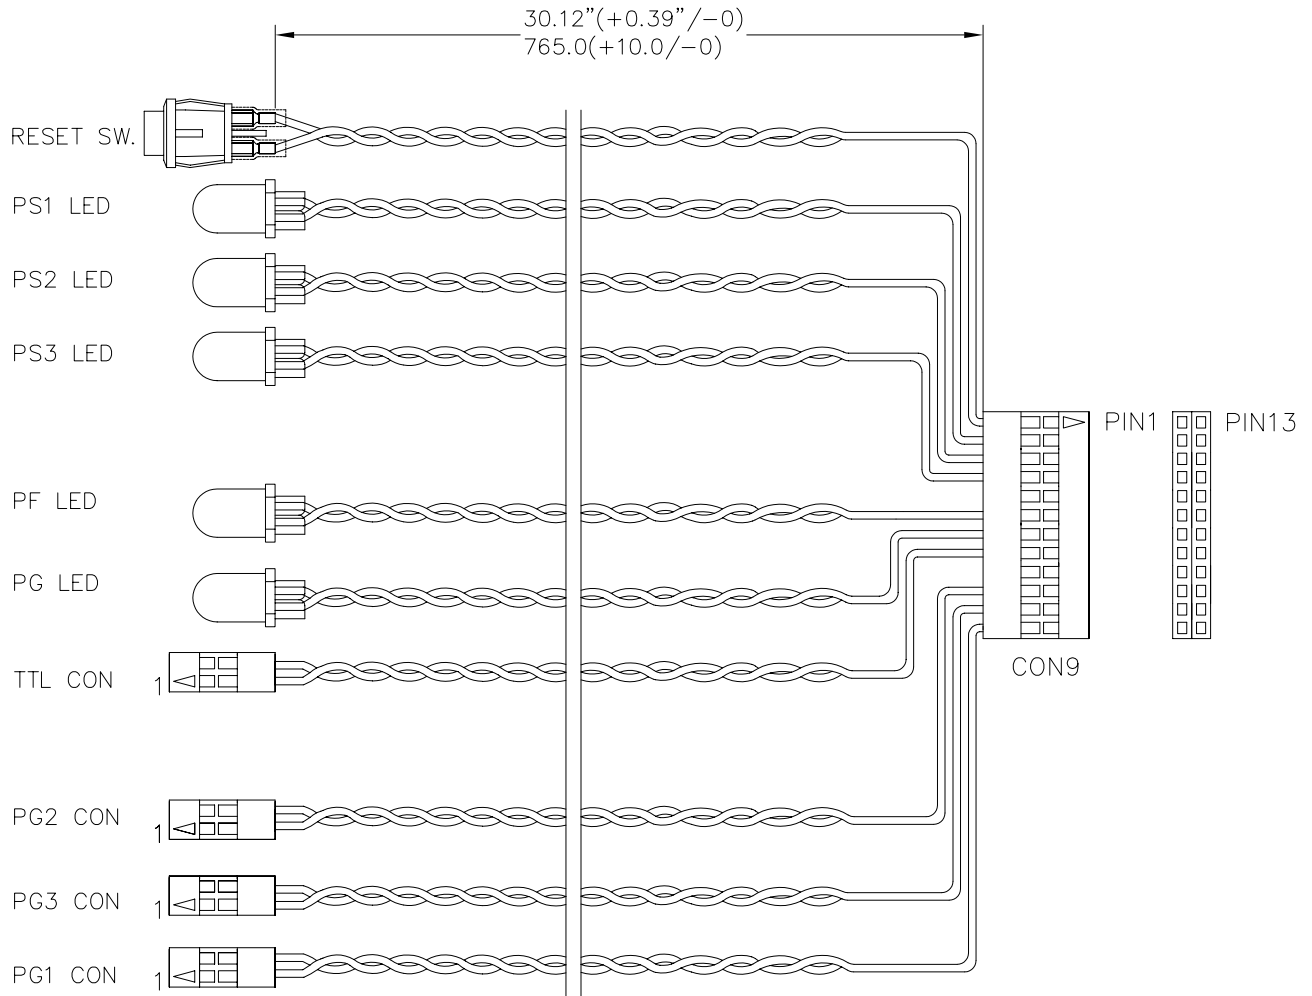 30.12”(+0.39”/−0)
765.0(+10.0/−0)
RESET SW.
PS1 LED
PS2 LED
PS3 LED
PIN1
PIN13
PF LED
PG LED
CON9
TTL CON
1
PG2 CON
1
PG3 CON
1
PG1 CON
1